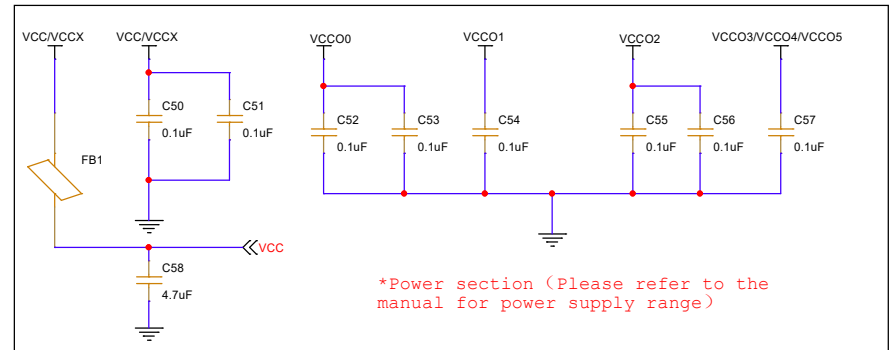 VCC/VCCX VCC/VCCX VCCO0 VCCO1 VCCO2 VCCO3/VCCO4/VCCO5
C50 C51 C52 C53 C54 C55 C56 C57
0.1uF 0.1uF 0.1uF 0.1uF 0.1uF 0.1uF 0.1uF 0.1uF
FB1
VCC
C58
4.7uF
*Power section（Please refer to the
manual for power supply range）